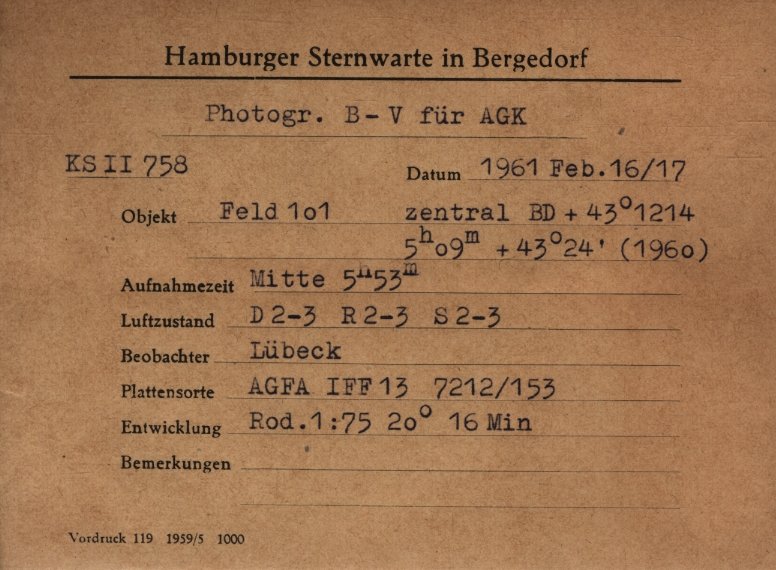 Hamburger Sternwarte in Bergedorf
Photogr. B-V für AGK
KS II 758 Datum 1961 Feb.16/17
Objekt Feld 1o1 zentral BD + 43°1214
5ʰo9ᵐ +43°24' (196o)
Aufnahmezeit Mitte 5ʰ53ᵐ
Luftzustand D 2-3 R 2-3 S 2-3
Beobachter Lübeck
Plattensorte AGFA IFF 13 7212/153
Entwicklung Rod.1:75 2o° 16 Min
Bemerkungen
Vordruck 119 1959/5 1000